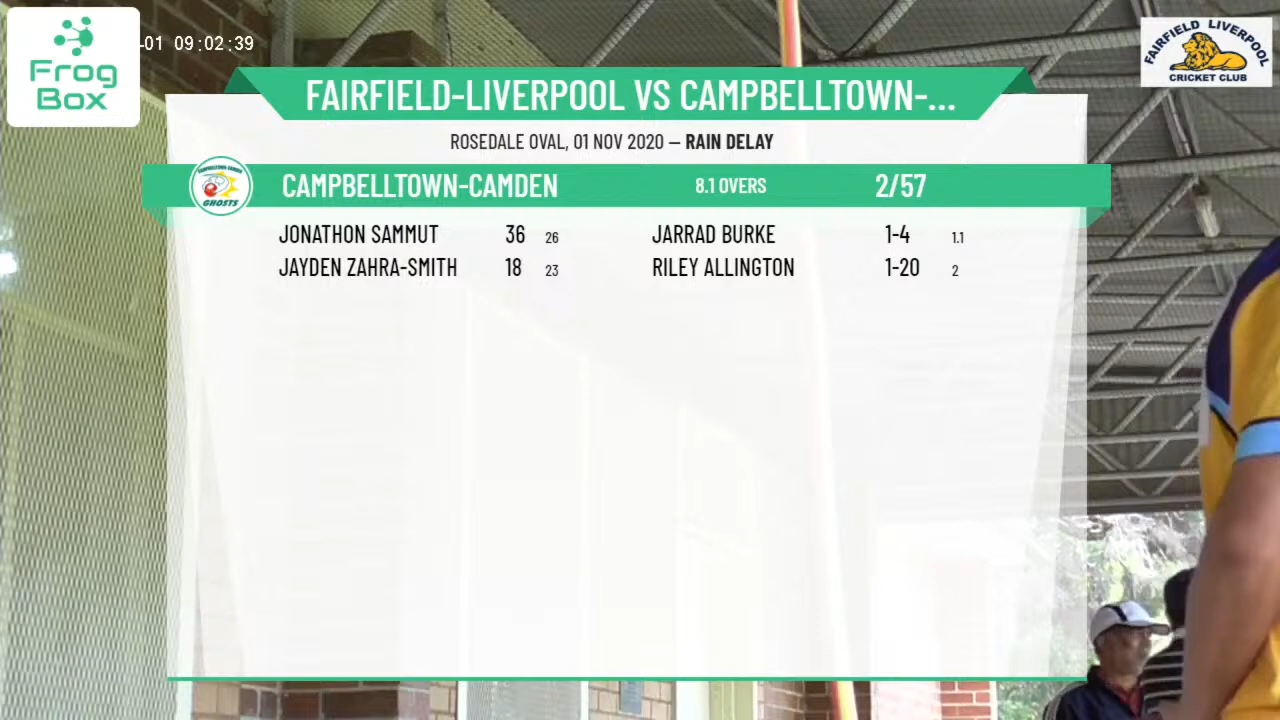 Frog
Box
-01 09:02:39
FAIRFIELD LIVERPOOL
CRICKET CLUB
FAIRFIELD-LIVERPOOL VS CAMPBELLTOWN-...
ROSEDALE OVAL, 01 NOV 2020 – RAIN DELAY
CAMPBELLTOWN-CAMDEN 8.1 OVERS 2/57
GHOSTS
JONATHON SAMMUT 36 26 JARRAD BURKE 1-4 1.1
JAYDEN ZAHRA-SMITH 18 23 RILEY ALLINGTON 1-20 2